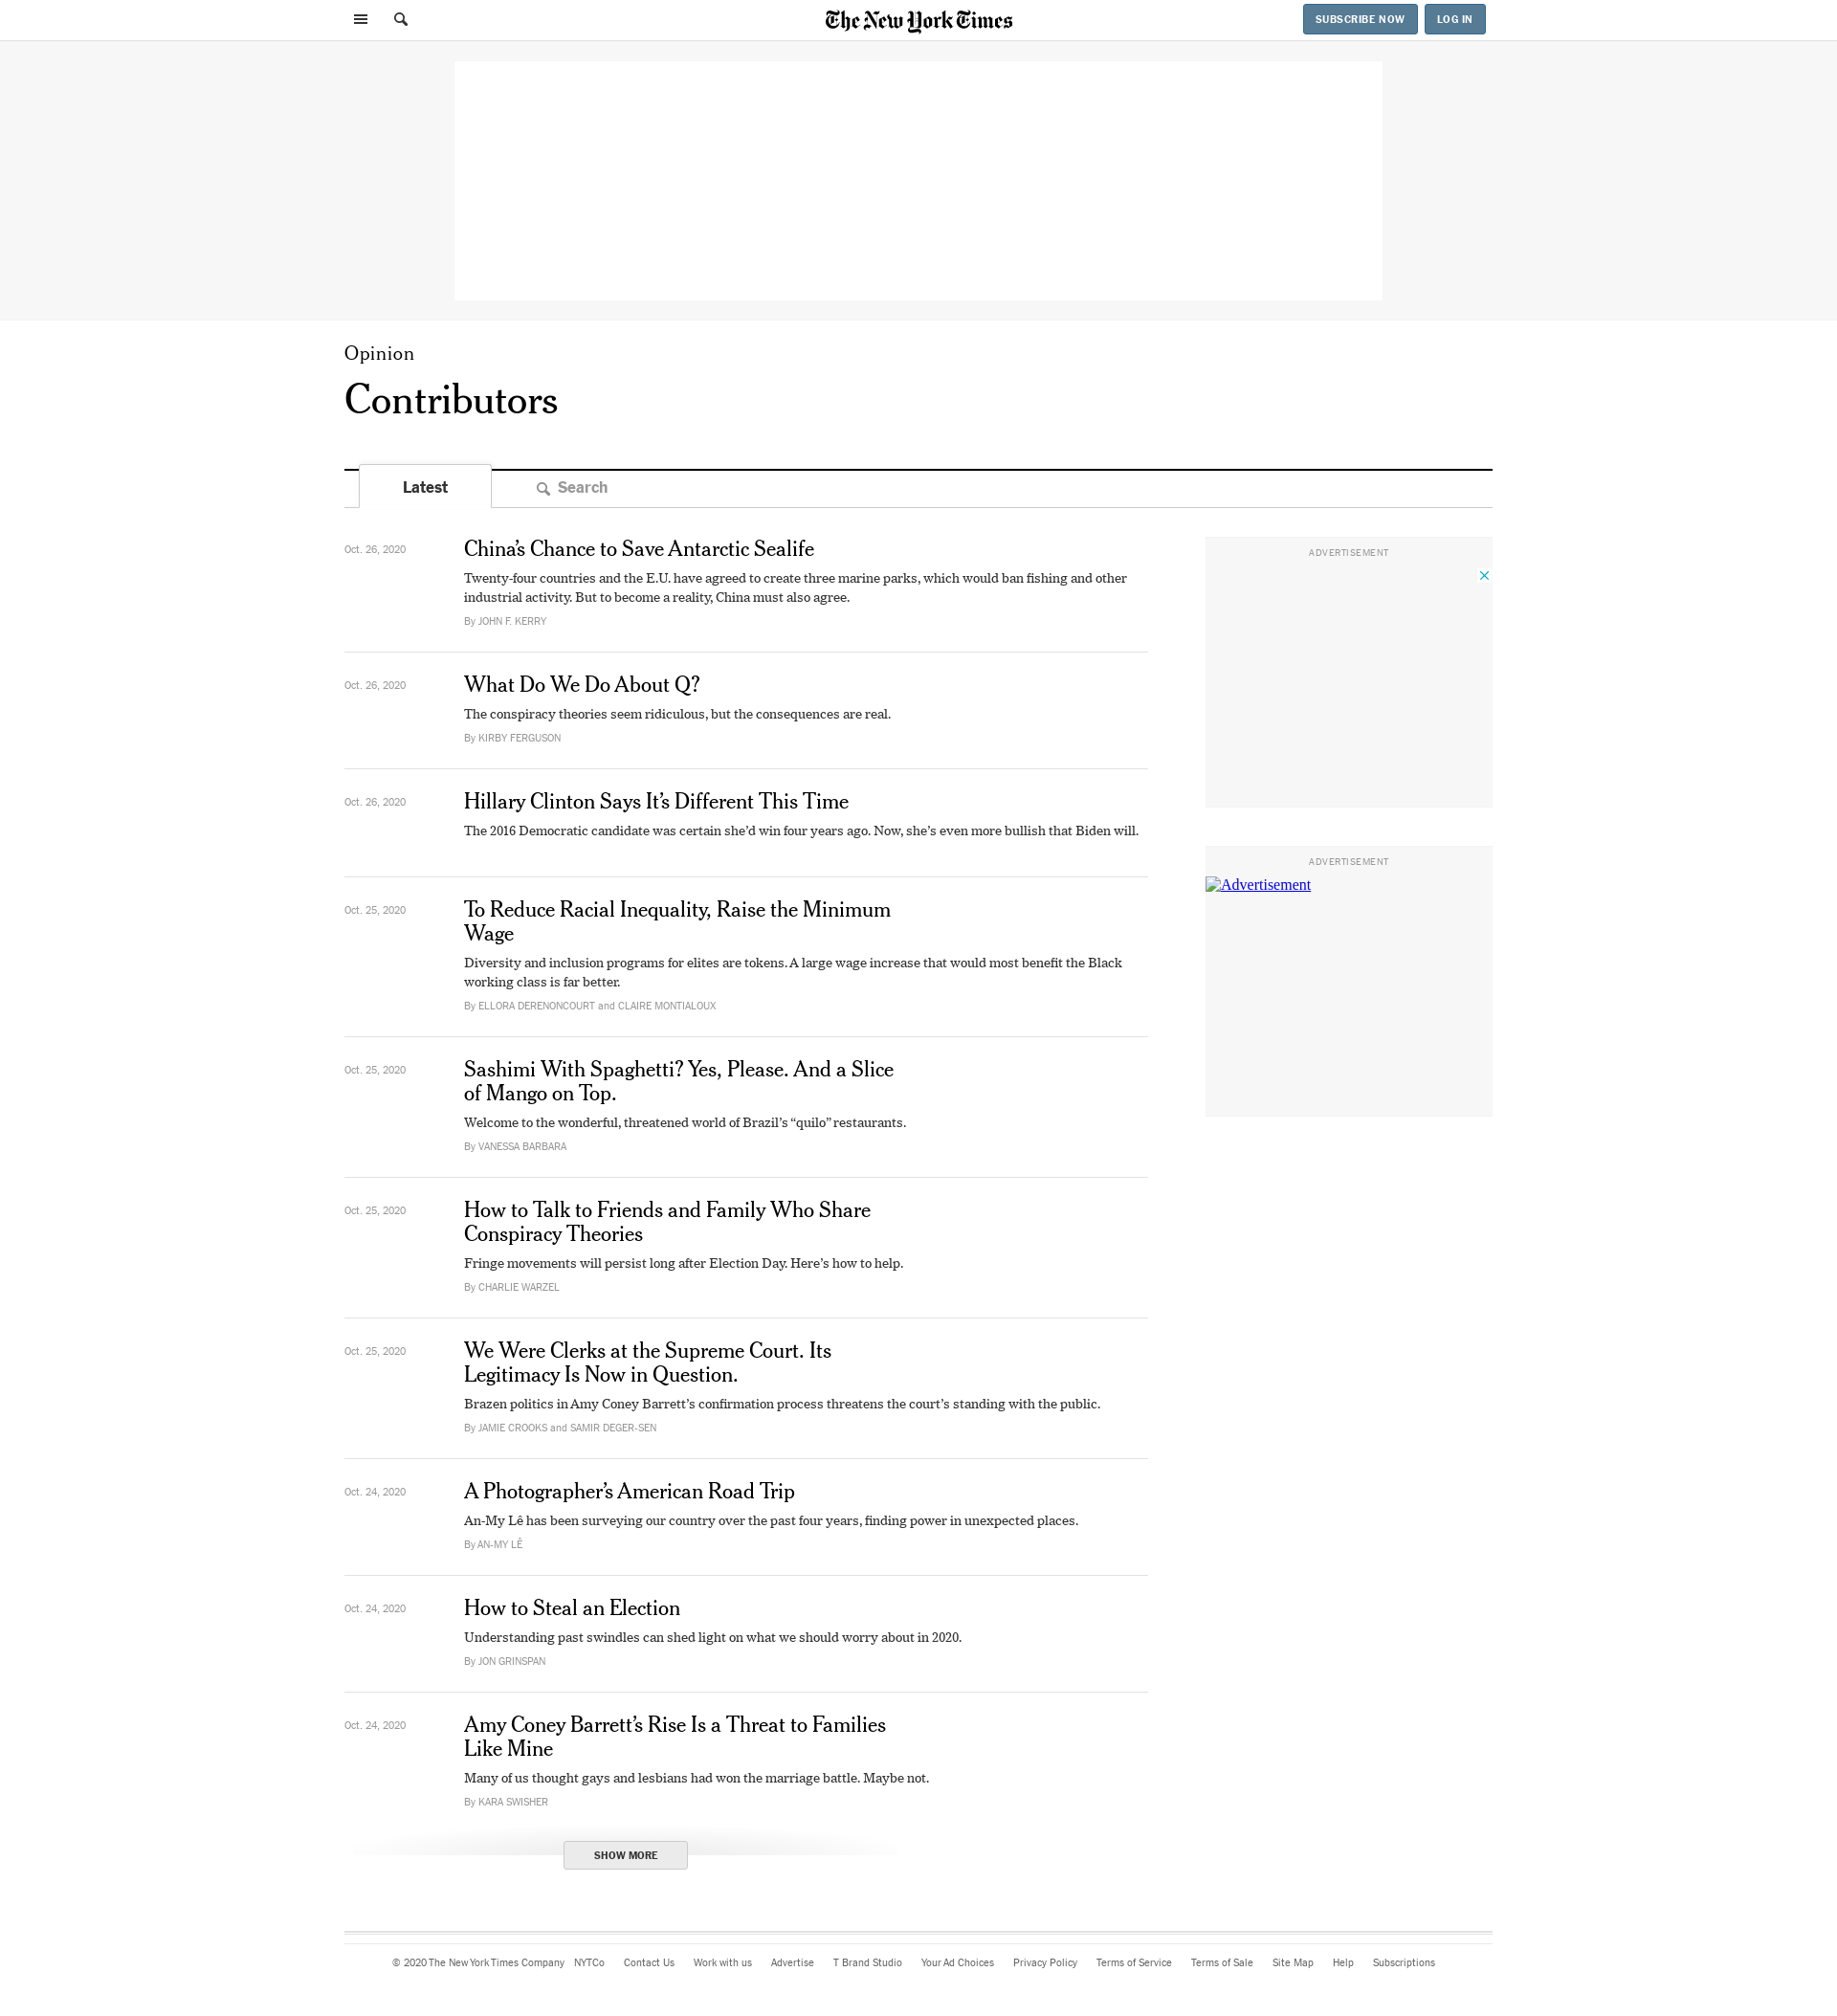 The New York Times
SUBSCRIBE NOW
LOG IN
Opinion
Contributors
Latest
Search
Oct. 26, 2020
China’s Chance to Save Antarctic Sealife
Twenty-four countries and the E.U. have agreed to create three marine parks, which would ban fishing and other
industrial activity. But to become a reality, China must also agree.
By JOHN F. KERRY
Oct. 26, 2020
What Do We Do About Q?
The conspiracy theories seem ridiculous, but the consequences are real.
By KIRBY FERGUSON
Oct. 26, 2020
Hillary Clinton Says It’s Different This Time
The 2016 Democratic candidate was certain she’d win four years ago. Now, she’s even more bullish that Biden will.
Oct. 25, 2020
To Reduce Racial Inequality, Raise the Minimum
Wage
Diversity and inclusion programs for elites are tokens. A large wage increase that would most benefit the Black
working class is far better.
By ELLORA DERENONCOURT and CLAIRE MONTIALOUX
Oct. 25, 2020
Sashimi With Spaghetti? Yes, Please. And a Slice
of Mango on Top.
Welcome to the wonderful, threatened world of Brazil’s “quilo” restaurants.
By VANESSA BARBARA
Oct. 25, 2020
How to Talk to Friends and Family Who Share
Conspiracy Theories
Fringe movements will persist long after Election Day. Here’s how to help.
By CHARLIE WARZEL
Oct. 25, 2020
We Were Clerks at the Supreme Court. Its
Legitimacy Is Now in Question.
Brazen politics in Amy Coney Barrett’s confirmation process threatens the court’s standing with the public.
By JAMIE CROOKS and SAMIR DEGER-SEN
Oct. 24, 2020
A Photographer’s American Road Trip
An-My Lê has been surveying our country over the past four years, finding power in unexpected places.
By AN-MY LÊ
Oct. 24, 2020
How to Steal an Election
Understanding past swindles can shed light on what we should worry about in 2020.
By JON GRINSPAN
Oct. 24, 2020
Amy Coney Barrett’s Rise Is a Threat to Families
Like Mine
Many of us thought gays and lesbians had won the marriage battle. Maybe not.
By KARA SWISHER
SHOW MORE
ADVERTISEMENT
ADVERTISEMENT
Advertisement
© 2020 The New York Times Company NYTCo Contact Us Work with us Advertise T Brand Studio Your Ad Choices Privacy Policy Terms of Service Terms of Sale Site Map Help Subscriptions